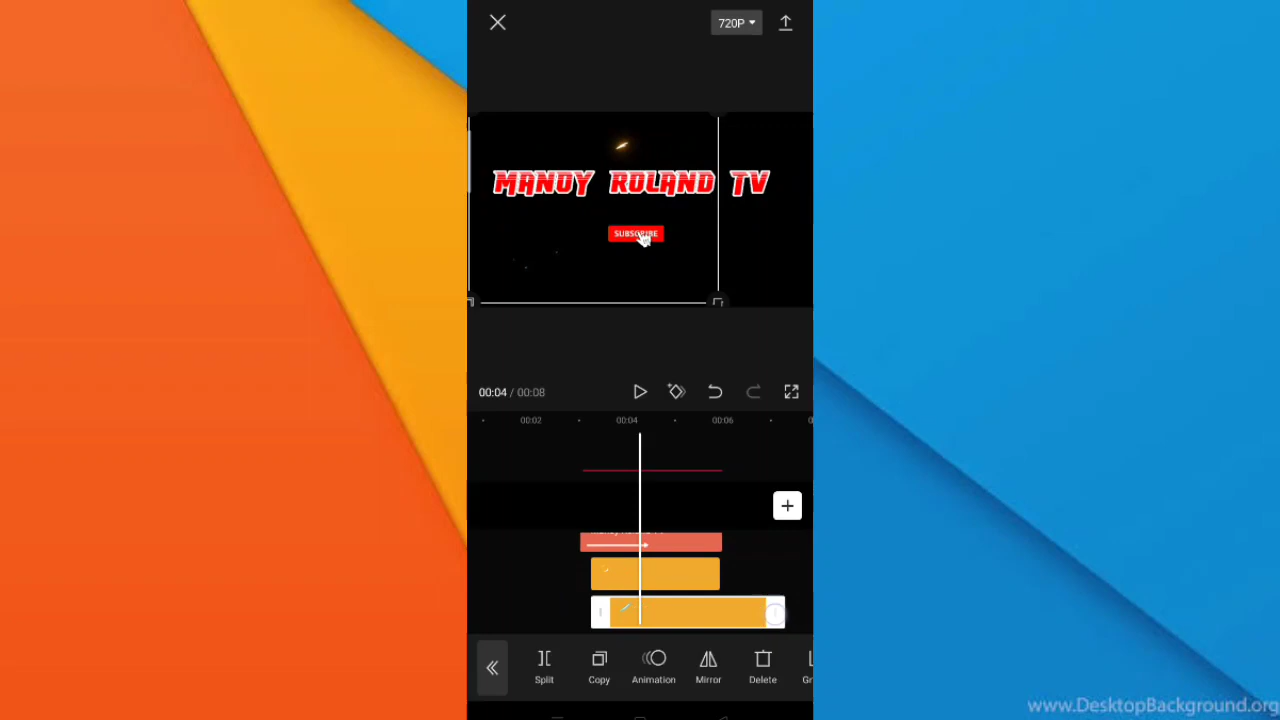 720P
MANDY ROLAND TV
SUBSCRIBE
00:04 / 00:08
00:02 00:04 00:06
Split Copy Animation Mirror Delete
www.DesktopBackground.org